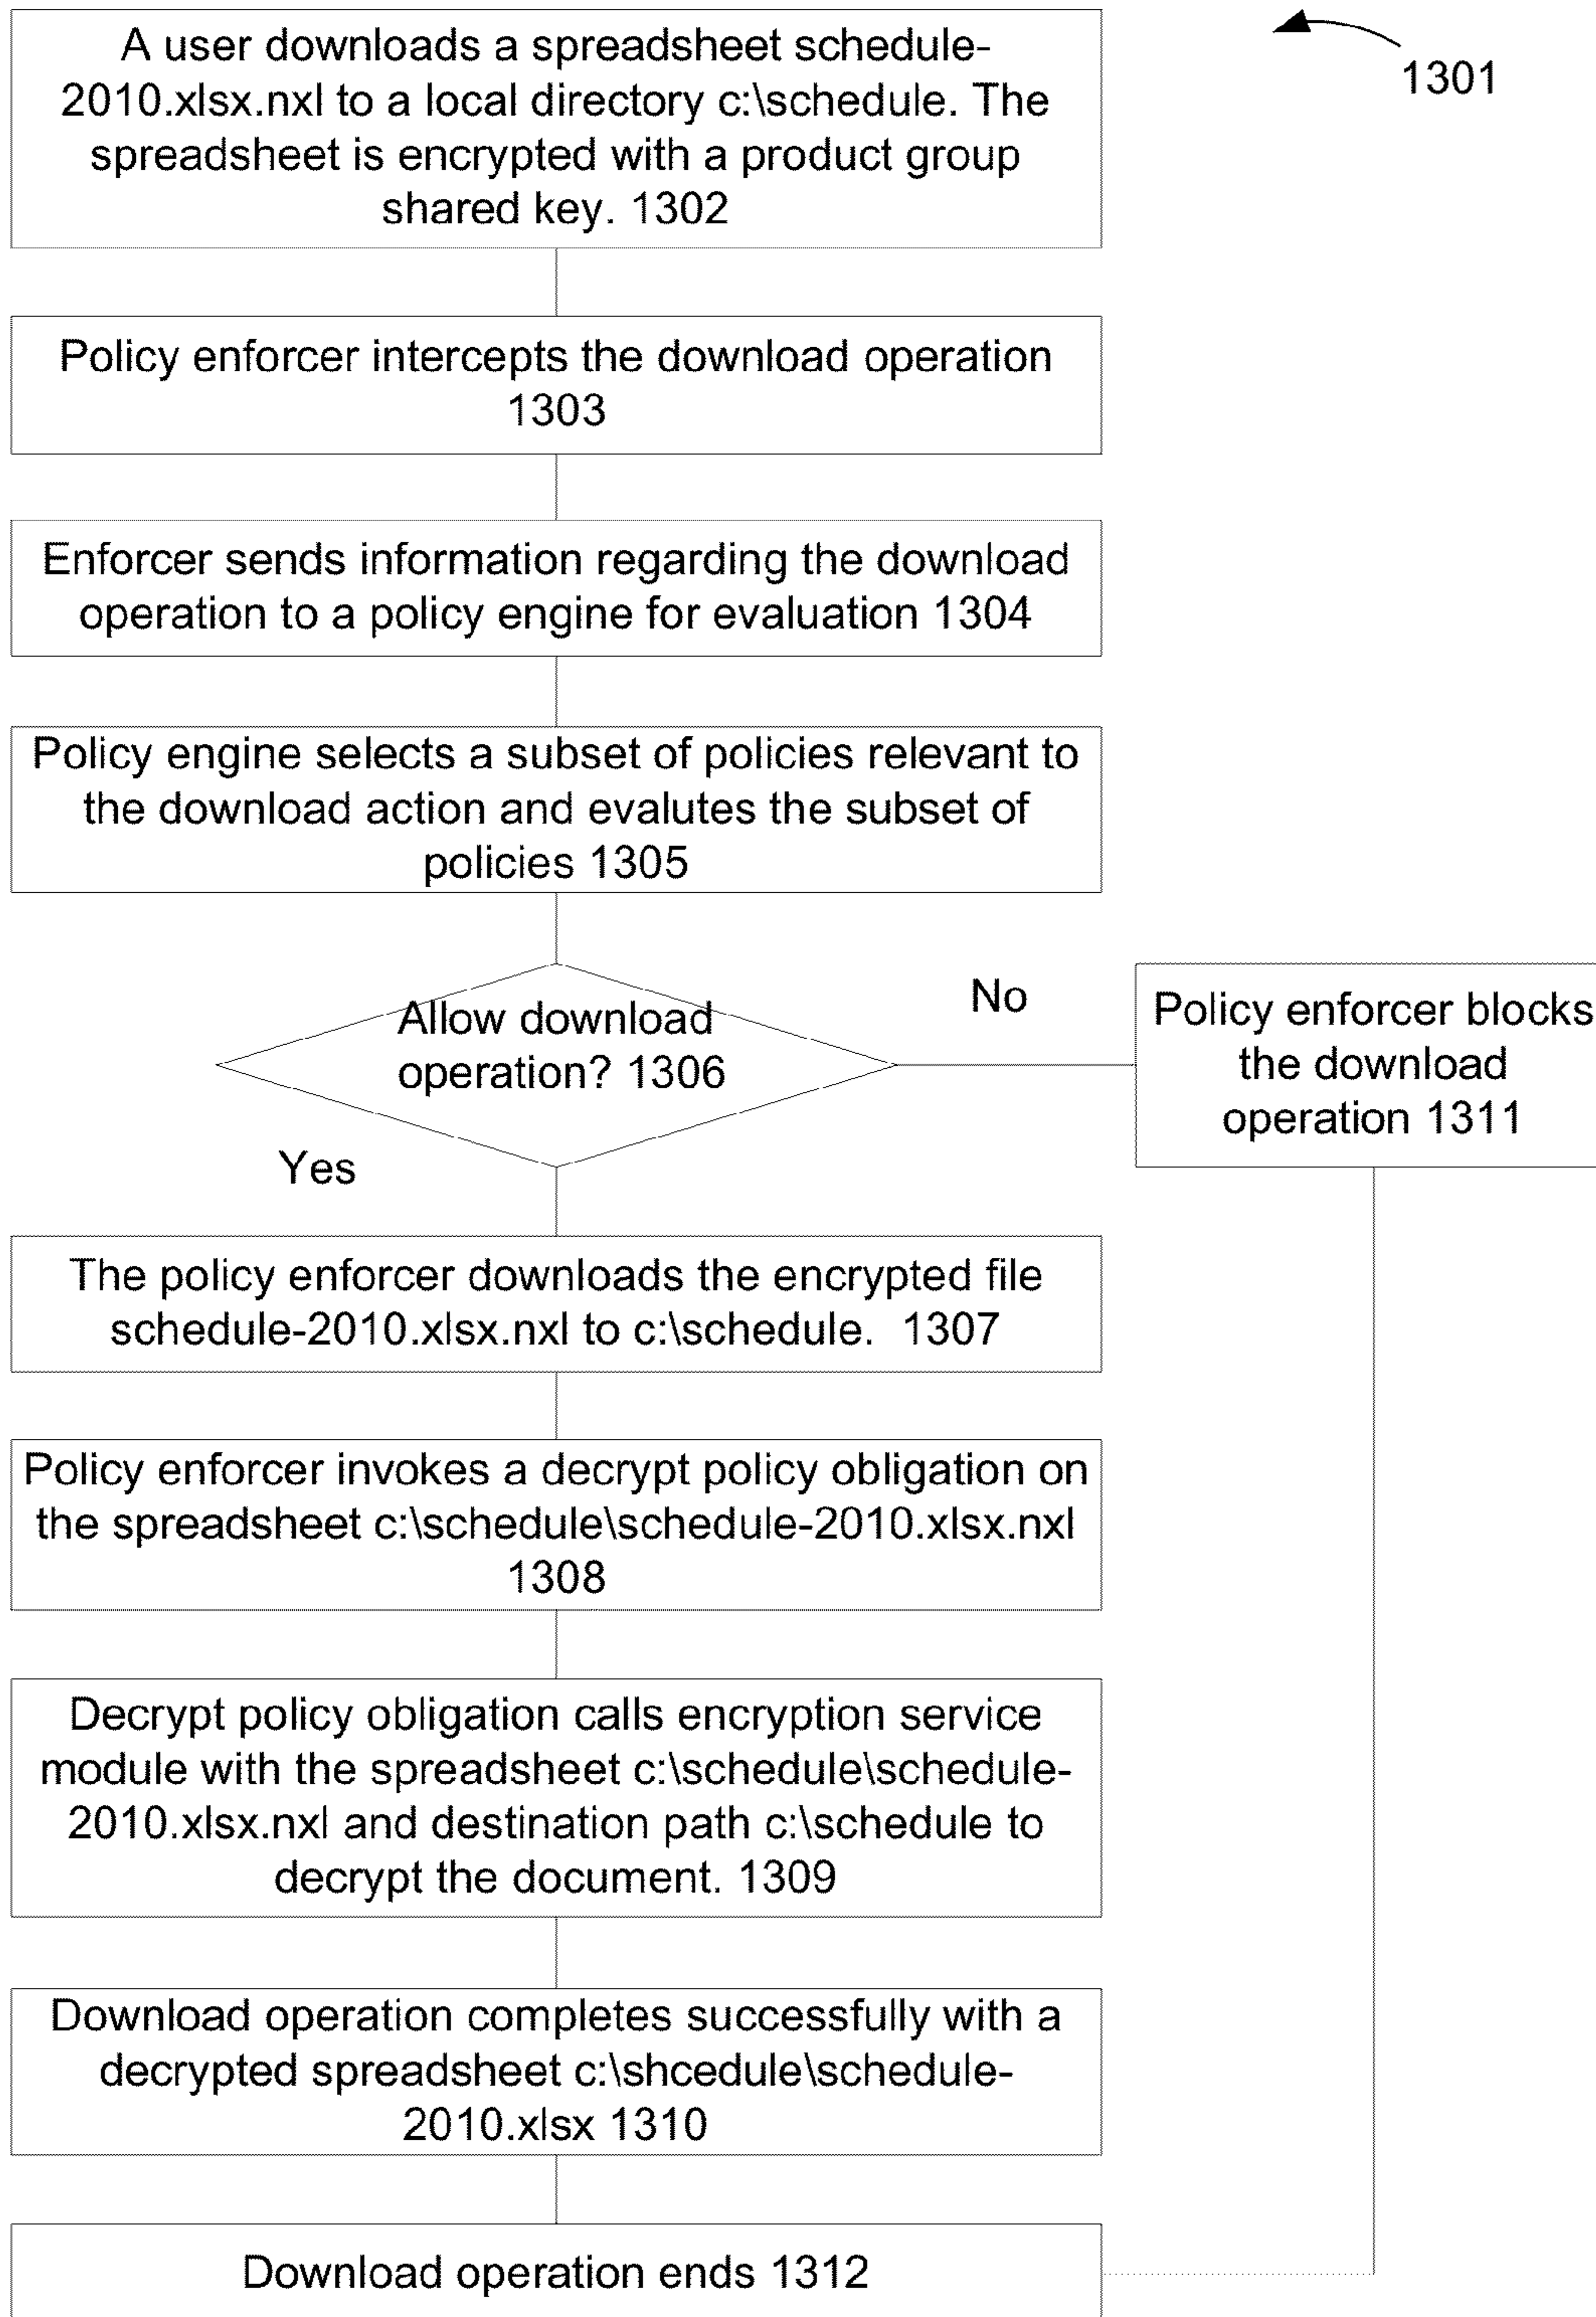 A user downloads a spreadsheet schedule-
2010.xlsx.nxl to a local directory c:\schedule. The
spreadsheet is encrypted with a product group
shared key. 1302
1301
Policy enforcer intercepts the download operation
1303
Enforcer sends information regarding the download
operation to a policy engine for evaluation 1304
Policy engine selects a subset of policies relevant to
the download action and evalutes the subset of
policies 1305
Allow download
operation? 1306
No
Policy enforcer blocks
the download
operation 1311
Yes
The policy enforcer downloads the encrypted file
schedule-2010.xlsx.nxl to c:\schedule. 1307
Policy enforcer invokes a decrypt policy obligation on
the spreadsheet c:\schedule\schedule-2010.xlsx.nxl
1308
Decrypt policy obligation calls encryption service
module with the spreadsheet c:\schedule\schedule-
2010.xlsx.nxl and destination path c:\schedule to
decrypt the document. 1309
Download operation completes successfully with a
decrypted spreadsheet c:\shcedule\schedule-
2010.xlsx 1310
Download operation ends 1312